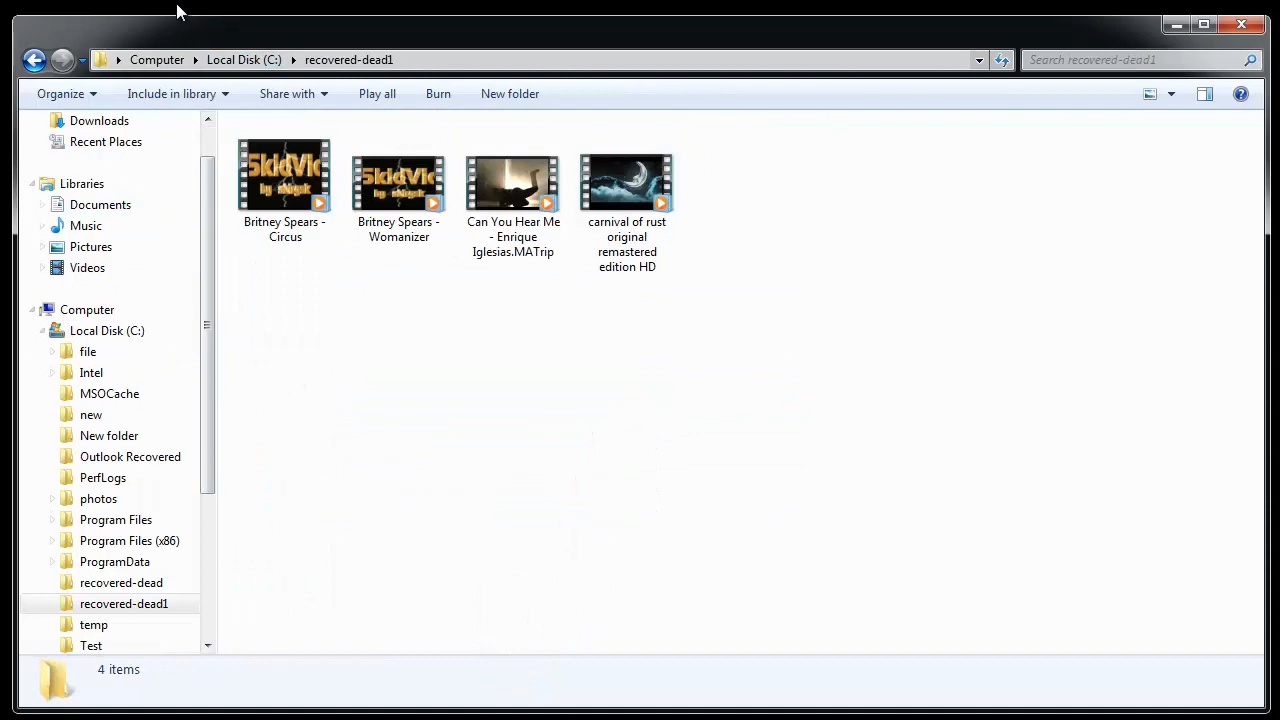 Computer Local Disk (C:) recovered-dead1
Search recovered-dead1
Organize Include in library Share with Play all Burn New folder
Downloads
Recent Places
Libraries
Documents
Music
Pictures
Videos
Computer
Local Disk (C:)
file
Intel
MSOCache
new
New folder
Outlook Recovered
PerfLogs
photos
Program Files
Program Files (x86)
ProgramData
recovered-dead
recovered-dead1
temp
Test
Britney Spears -
Circus
Britney Spears -
Womanizer
Can You Hear Me
- Enrique
Iglesias.MATrip
carnival of rust
original
remastered
edition HD
4 items